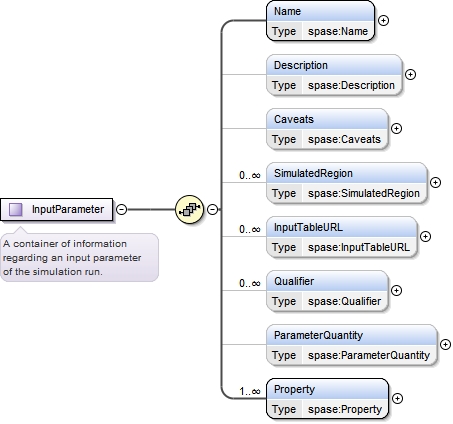 Name
Type spase:Name
Description
Type spase:Description
Caveats
Type spase:Caveats
0..∞
SimulatedRegion
Type spase:SimulatedRegion
InputParameter
A container of information
regarding an input parameter
of the simulation run.
0..∞
InputTableURL
Type spase:InputTableURL
0..∞
Qualifier
Type spase:Qualifier
ParameterQuantity
Type spase:ParameterQuantity
1..∞
Property
Type spase:Property